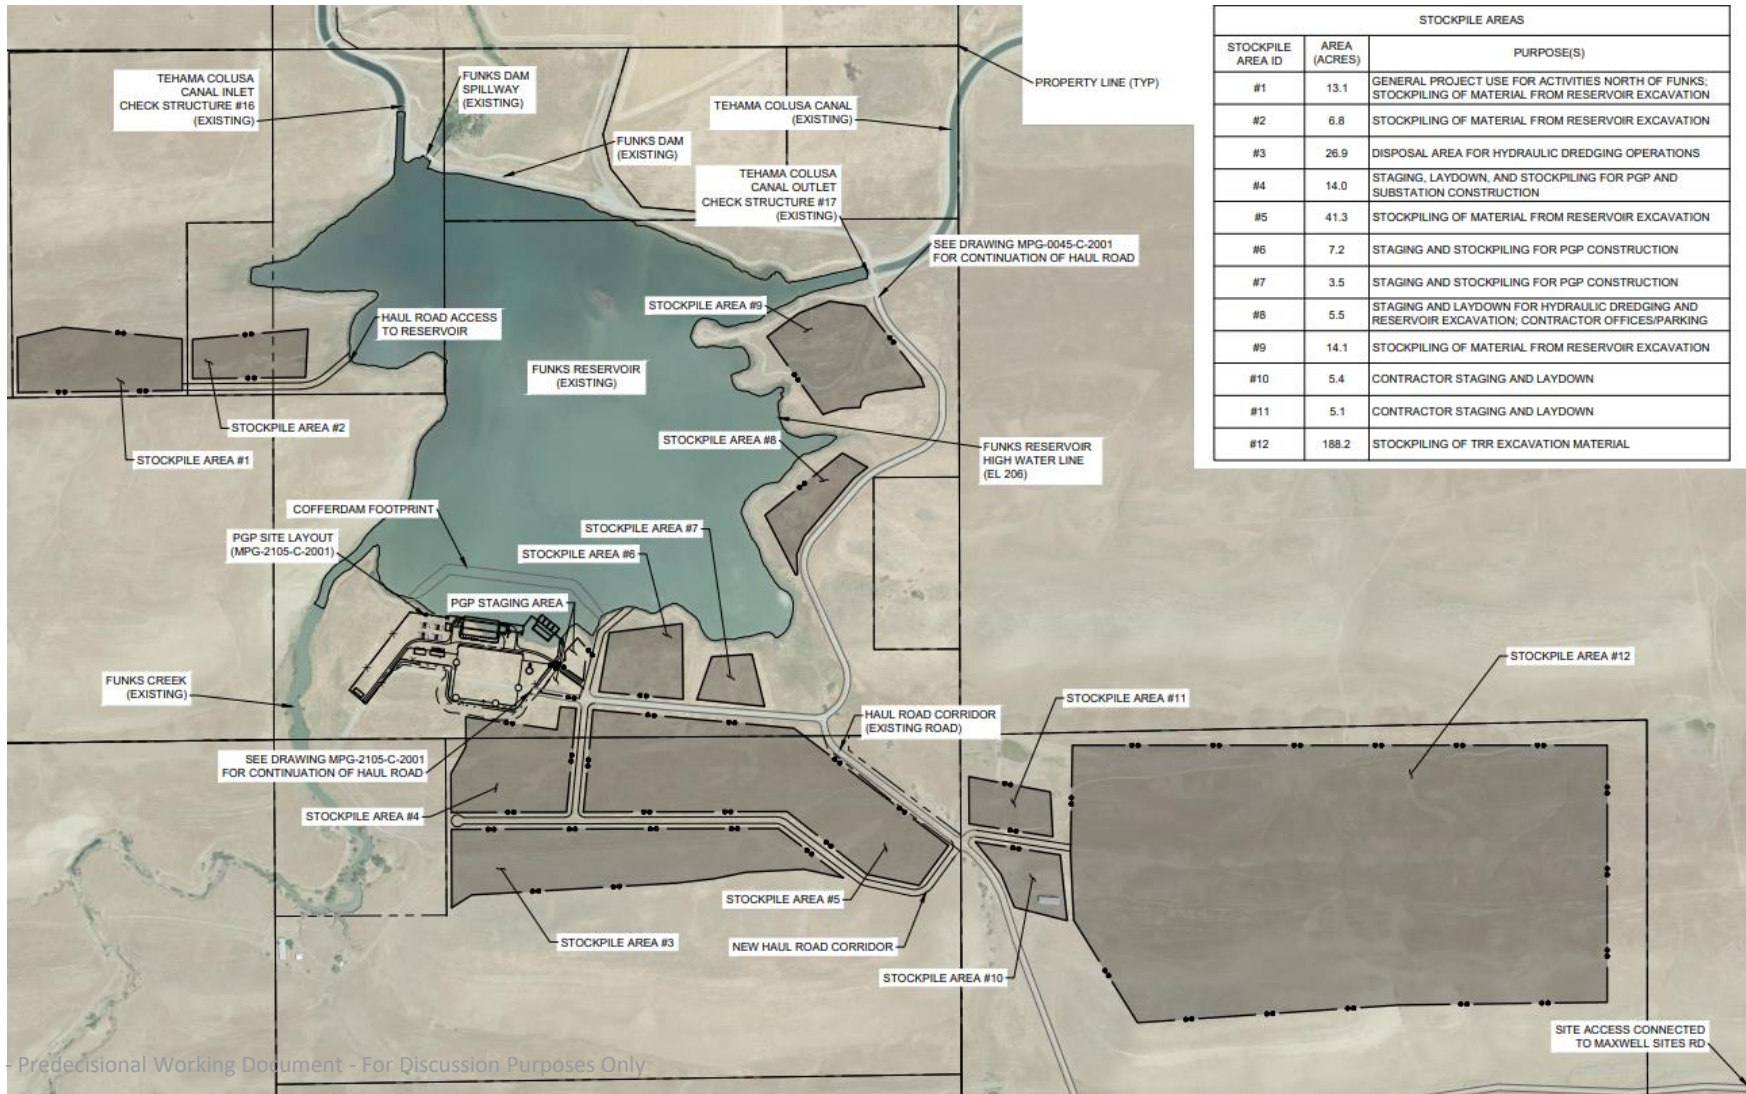 TEHAMA COLUSA
CANAL INLET
CHECK STRUCTURE #16
(EXISTING)
FUNKS DAM
SPILLWAY
(EXISTING)
FUNKS DAM
(EXISTING)
TEHAMA COLUSA CANAL
(EXISTING)
PROPERTY LINE (TYP)
TEHAMA COLUSA
CANAL OUTLET
CHECK STRUCTURE #17
(EXISTING)
SEE DRAWING MPG-0045-C-2001
FOR CONTINUATION OF HAUL ROAD
STOCKPILE AREAS
STOCKPILE
AREA ID
AREA
(ACRES)
PURPOSE(S)
#1
13.1
GENERAL PROJECT USE FOR ACTIVITIES NORTH OF FUNKS;
STOCKPILING OF MATERIAL FROM RESERVOIR EXCAVATION
#2
6.8
STOCKPILING OF MATERIAL FROM RESERVOIR EXCAVATION
#3
26.9
DISPOSAL AREA FOR HYDRAULIC DREDGING OPERATIONS
#4
14.0
STAGING, LAYDOWN, AND STOCKPILING FOR PGP AND
SUBSTATION CONSTRUCTION
#5
41.3
STOCKPILING OF MATERIAL FROM RESERVOIR EXCAVATION
#6
7.2
STAGING AND STOCKPILING FOR PGP CONSTRUCTION
#7
3.5
STAGING AND STOCKPILING FOR PGP CONSTRUCTION
#8
5.5
STAGING AND LAYDOWN FOR HYDRAULIC DREDGING AND
RESERVOIR EXCAVATION; CONTRACTOR OFFICES/PARKING
#9
14.1
STOCKPILING OF MATERIAL FROM RESERVOIR EXCAVATION
#10
5.4
CONTRACTOR STAGING AND LAYDOWN
#11
5.1
CONTRACTOR STAGING AND LAYDOWN
#12
188.2
STOCKPILING OF TRR EXCAVATION MATERIAL
STOCKPILE AREA #9
HAUL ROAD ACCESS
TO RESERVOIR
FUNKS RESERVOIR
(EXISTING)
STOCKPILE AREA #2
STOCKPILE AREA #1
STOCKPILE AREA #8
FUNKS RESERVOIR
HIGH WATER LINE
(EL 206)
COFFERDAM FOOTPRINT
PGP SITE LAYOUT
(MPG-2105-C-2001)
STOCKPILE AREA #7
STOCKPILE AREA #6
PGP STAGING AREA
FUNKS CREEK
(EXISTING)
STOCKPILE AREA #12
STOCKPILE AREA #11
HAUL ROAD CORRIDOR
(EXISTING ROAD)
SEE DRAWING MPG-2105-C-2001
FOR CONTINUATION OF HAUL ROAD
STOCKPILE AREA #4
STOCKPILE AREA #5
STOCKPILE AREA #3
NEW HAUL ROAD CORRIDOR
STOCKPILE AREA #10
SITE ACCESS CONNECTED
TO MAXWELL SITES RD
- Predecisional Working Document - For Discussion Purposes Only